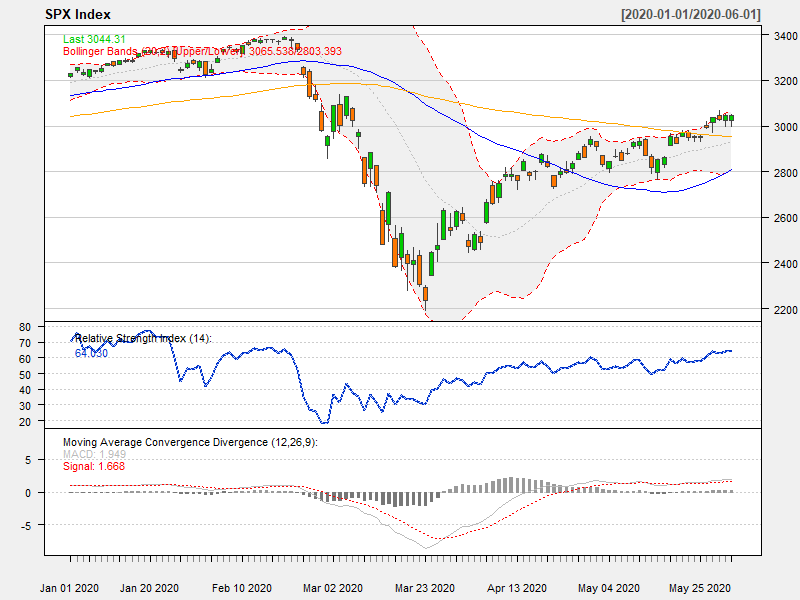 SPX Index [2020-01-01/2020-06-01]
Last 3044.31
Bollinger Bands (20,2) [Upper/Lower]: 3065.538/2803.393
3400
3200
3000
2800
2600
2400
2200
Relative Strength Index (14):
64.030
80
70
60
50
40
30
20
Moving Average Convergence Divergence (12,26,9):
MACD: 1.949
Signal: 1.668
5
0
-5
Jan 01 2020 Jan 20 2020 Feb 10 2020 Mar 02 2020 Mar 23 2020 Apr 13 2020 May 04 2020 May 25 2020